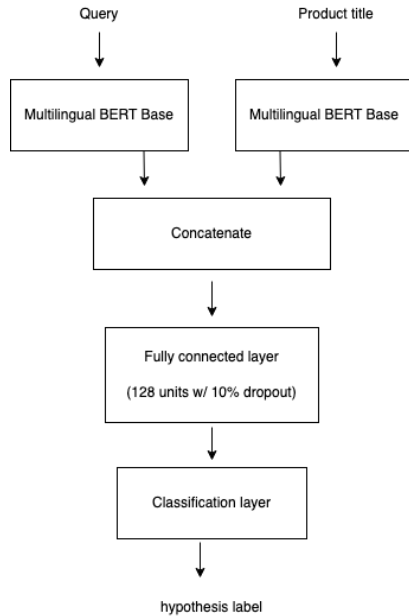 Query
Product title
Multilingual BERT Base
Multilingual BERT Base
Concatenate
Fully connected layer
(128 units w/ 10% dropout)
Classification layer
hypothesis label